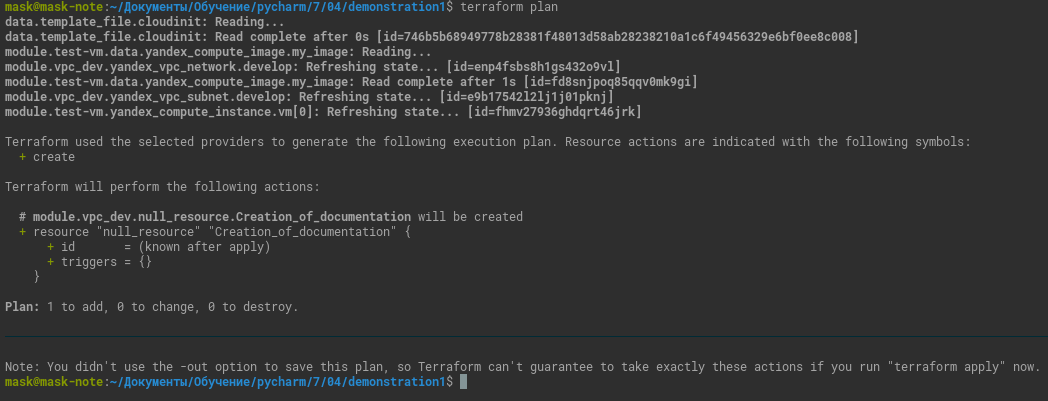 mask@mask-note:~/Документы/Обучение/pycharm/7/04/demonstration1$ terraform plan
data.template_file.cloudinit: Reading...
data.template_file.cloudinit: Read complete after 0s [id=746b5b68949778b28381f48013d58ab28238210a1c6f49456329e6bf0ee8c008]
module.test-vm.data.yandex_compute_image.my_image: Reading...
module.vpc_dev.yandex_vpc_network.develop: Refreshing state... [id=enp4fsbs8h1gs432o9vl]
module.test-vm.data.yandex_compute_image.my_image: Read complete after 1s [id=fd8snjpoq85qqv0mk9gi]
module.vpc_dev.yandex_vpc_subnet.develop: Refreshing state... [id=e9b17542l2lj1j01pknj]
module.test-vm.yandex_compute_instance.vm[0]: Refreshing state... [id=fhmv27936ghdqrt46jrk]
Terraform used the selected providers to generate the following execution plan. Resource actions are indicated with the following symbols:
  + create
Terraform will perform the following actions:
  # module.vpc_dev.null_resource.Creation_of_documentation will be created
  + resource "null_resource" "Creation_of_documentation" {
      + id       = (known after apply)
      + triggers = {}
    }
Plan: 1 to add, 0 to change, 0 to destroy.
Note: You didn't use the -out option to save this plan, so Terraform can't guarantee to take exactly these actions if you run "terraform apply" now.
mask@mask-note:~/Документы/Обучение/pycharm/7/04/demonstration1$